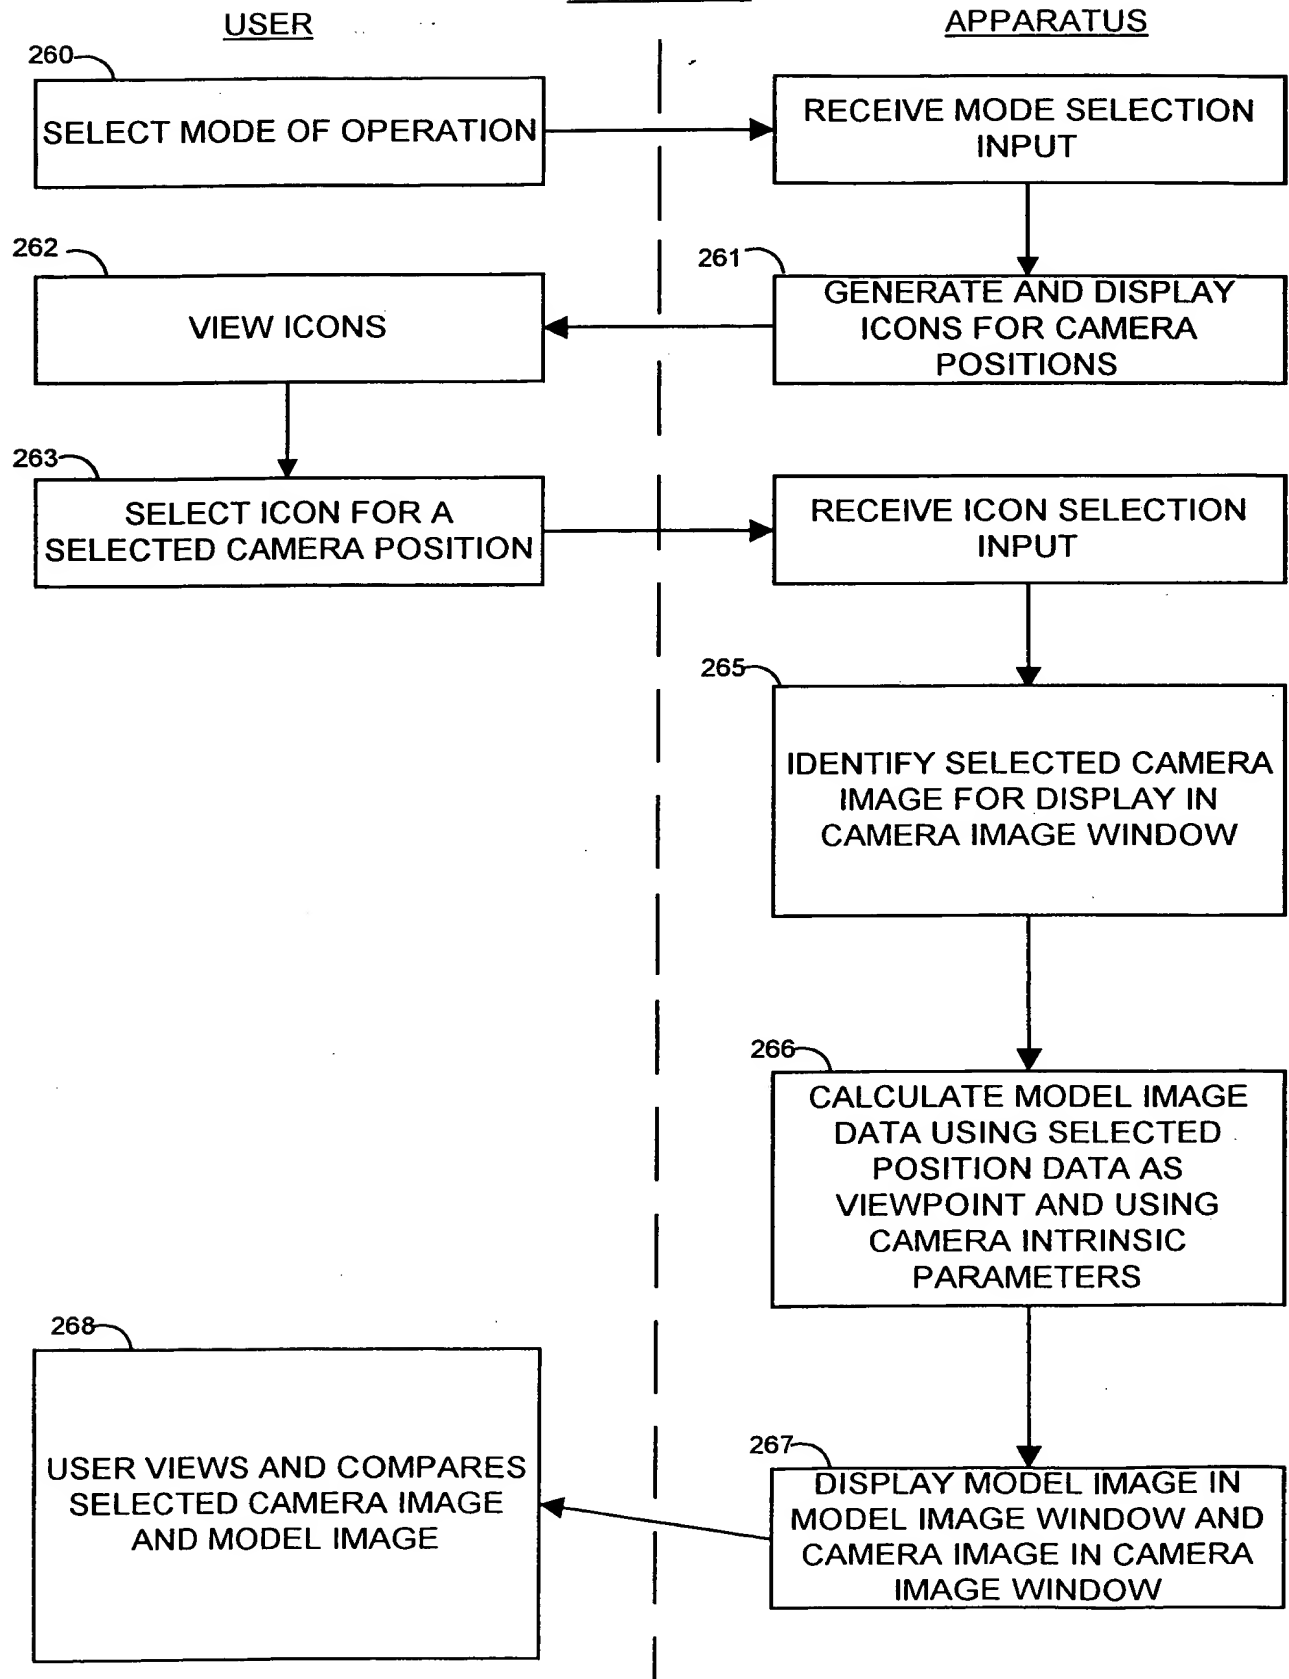 USER
APPARATUS
260
SELECT MODE OF OPERATION
RECEIVE MODE SELECTION
INPUT
262
VIEW ICONS
261
GENERATE AND DISPLAY
ICONS FOR CAMERA
POSITIONS
263
SELECT ICON FOR A
SELECTED CAMERA POSITION
RECEIVE ICON SELECTION
INPUT
265
IDENTIFY SELECTED CAMERA
IMAGE FOR DISPLAY IN
CAMERA IMAGE WINDOW
266
CALCULATE MODEL IMAGE
DATA USING SELECTED
POSITION DATA AS
VIEWPOINT AND USING
CAMERA INTRINSIC
PARAMETERS
267
DISPLAY MODEL IMAGE IN
MODEL IMAGE WINDOW AND
CAMERA IMAGE IN CAMERA
IMAGE WINDOW
268
USER VIEWS AND COMPARES
SELECTED CAMERA IMAGE
AND MODEL IMAGE